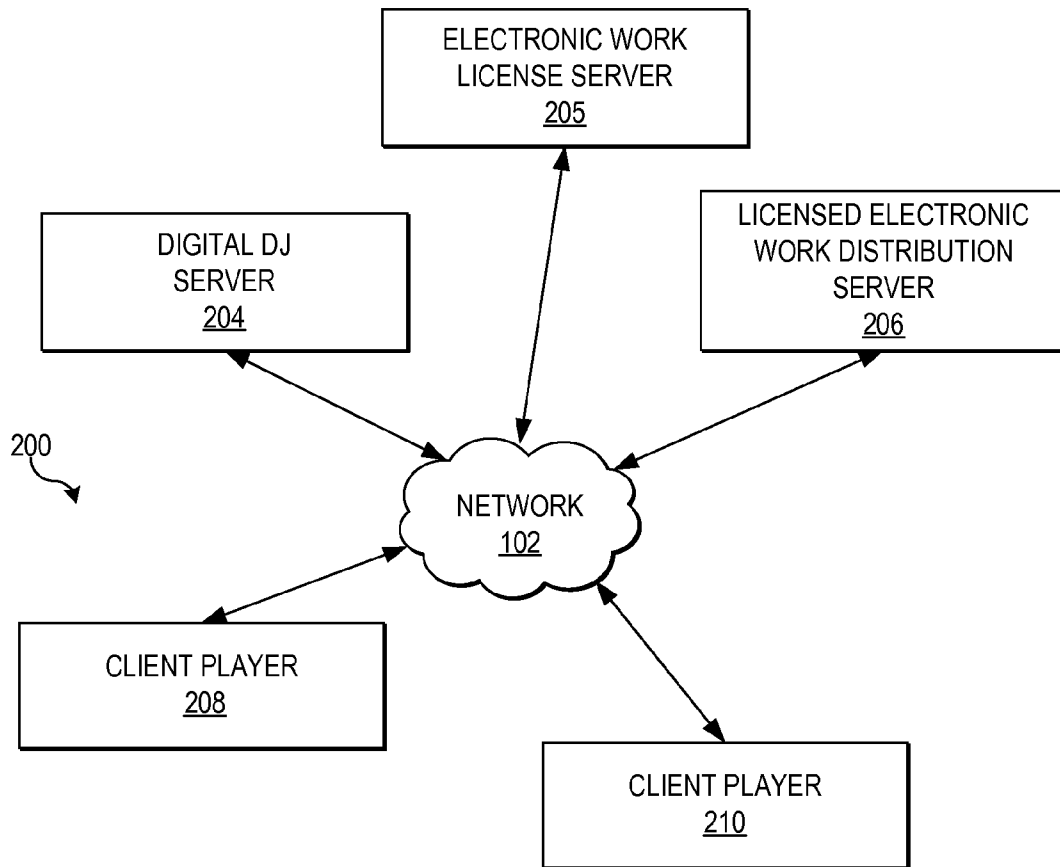 ELECTRONIC WORK
LICENSE SERVER
205
DIGITAL DJ
SERVER
204
LICENSED ELECTRONIC
WORK DISTRIBUTION
SERVER
206
200
NETWORK
102
CLIENT PLAYER
208
CLIENT PLAYER
210